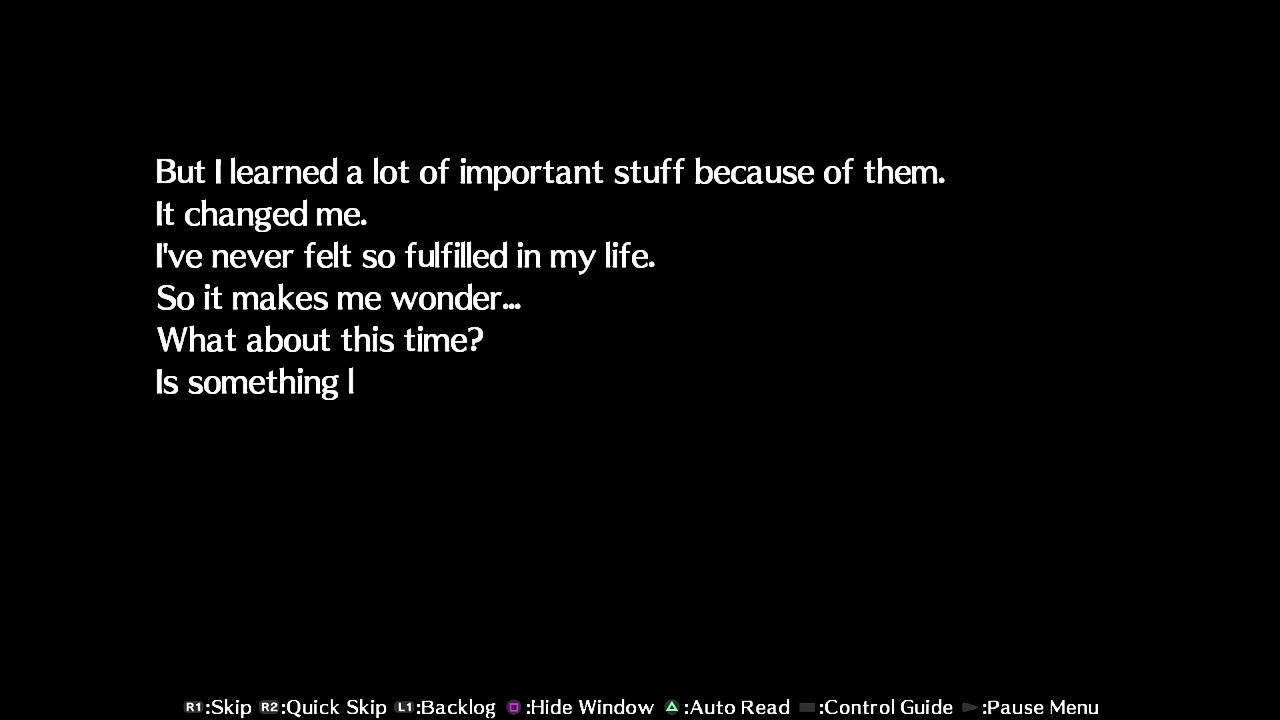 But I learned a lot of important stuff because of them.
It changed me.
I've never felt so fulfilled in my life.
So it makes me wonder...
What about this time?
Is something l
R1:Skip R2:Quick Skip L1:Backlog :Hide Window :Auto Read :Control Guide :Pause Menu